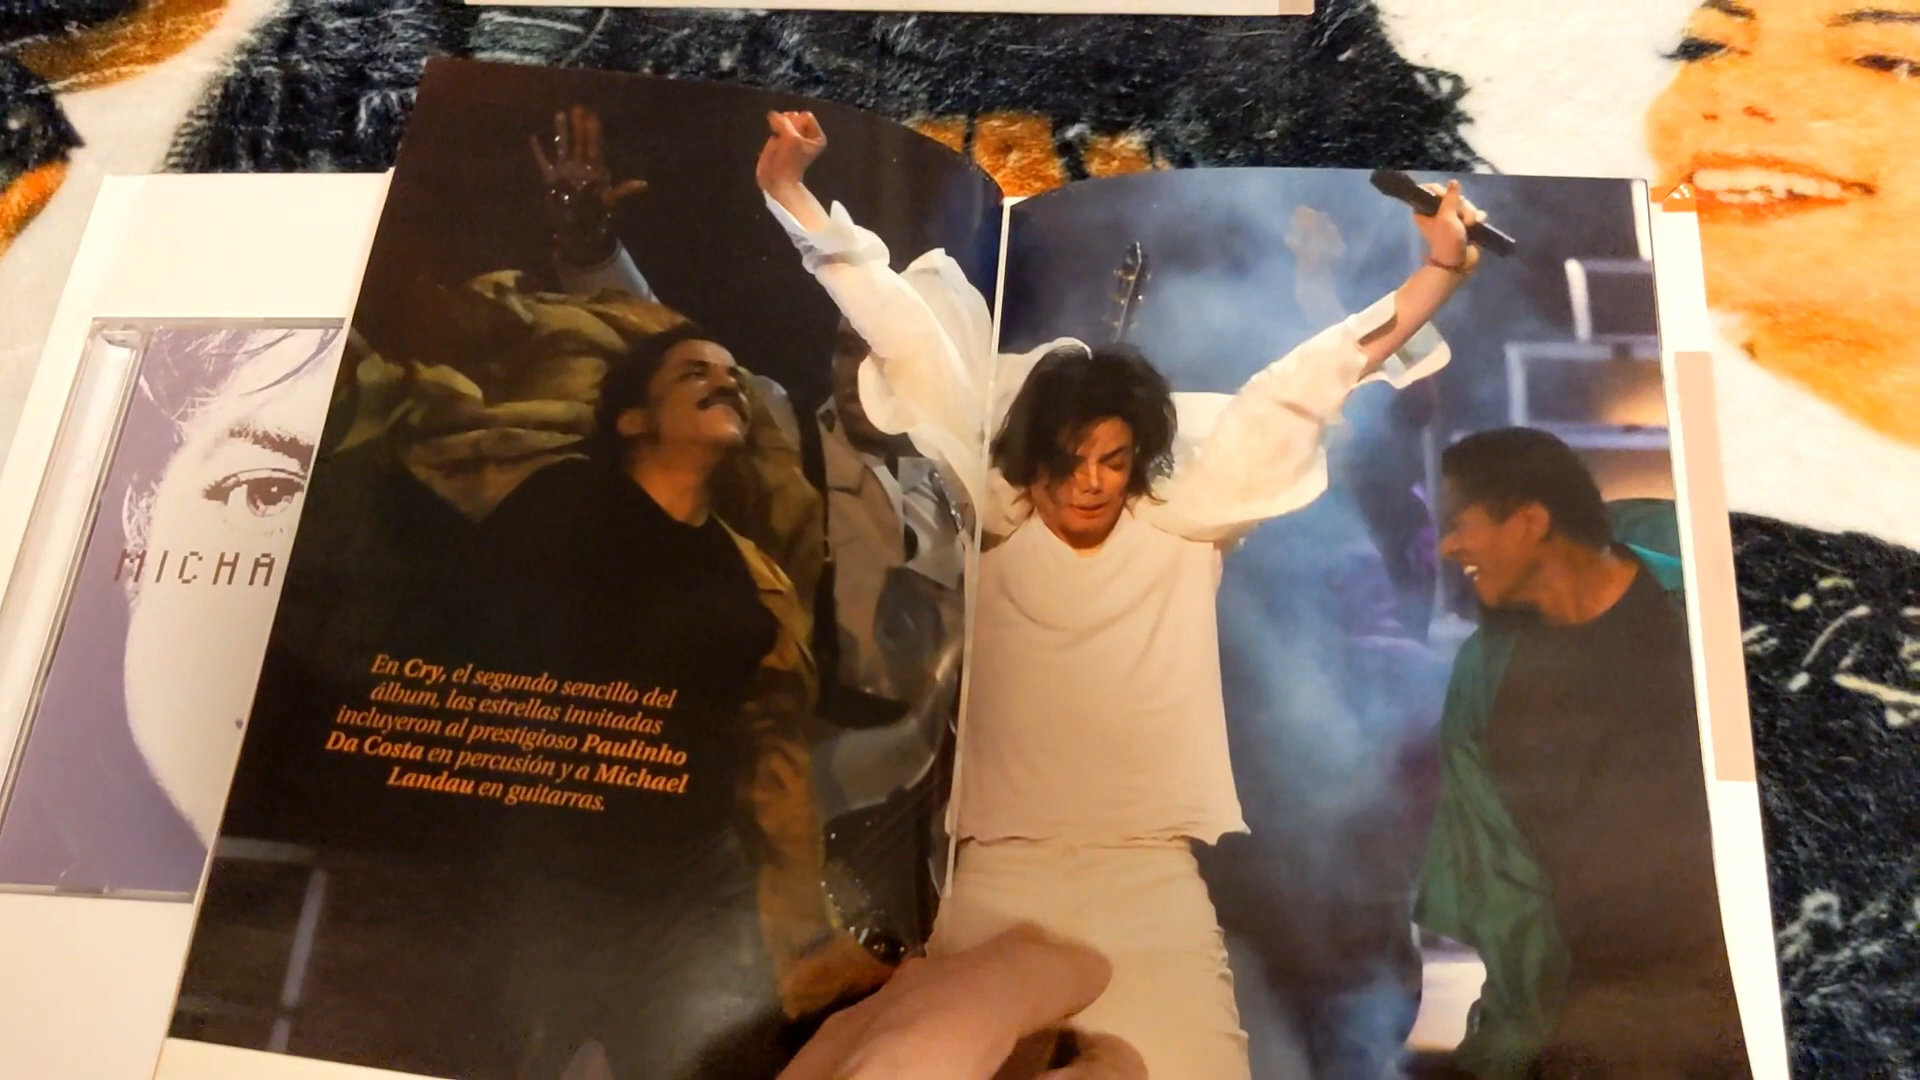 MICHA
En Cry, el segundo sencillo del
álbum, las estrellas invitadas
incluyeron al prestigioso Paulinho
Da Costa en percusión y a Michael
Landau en guitarras.